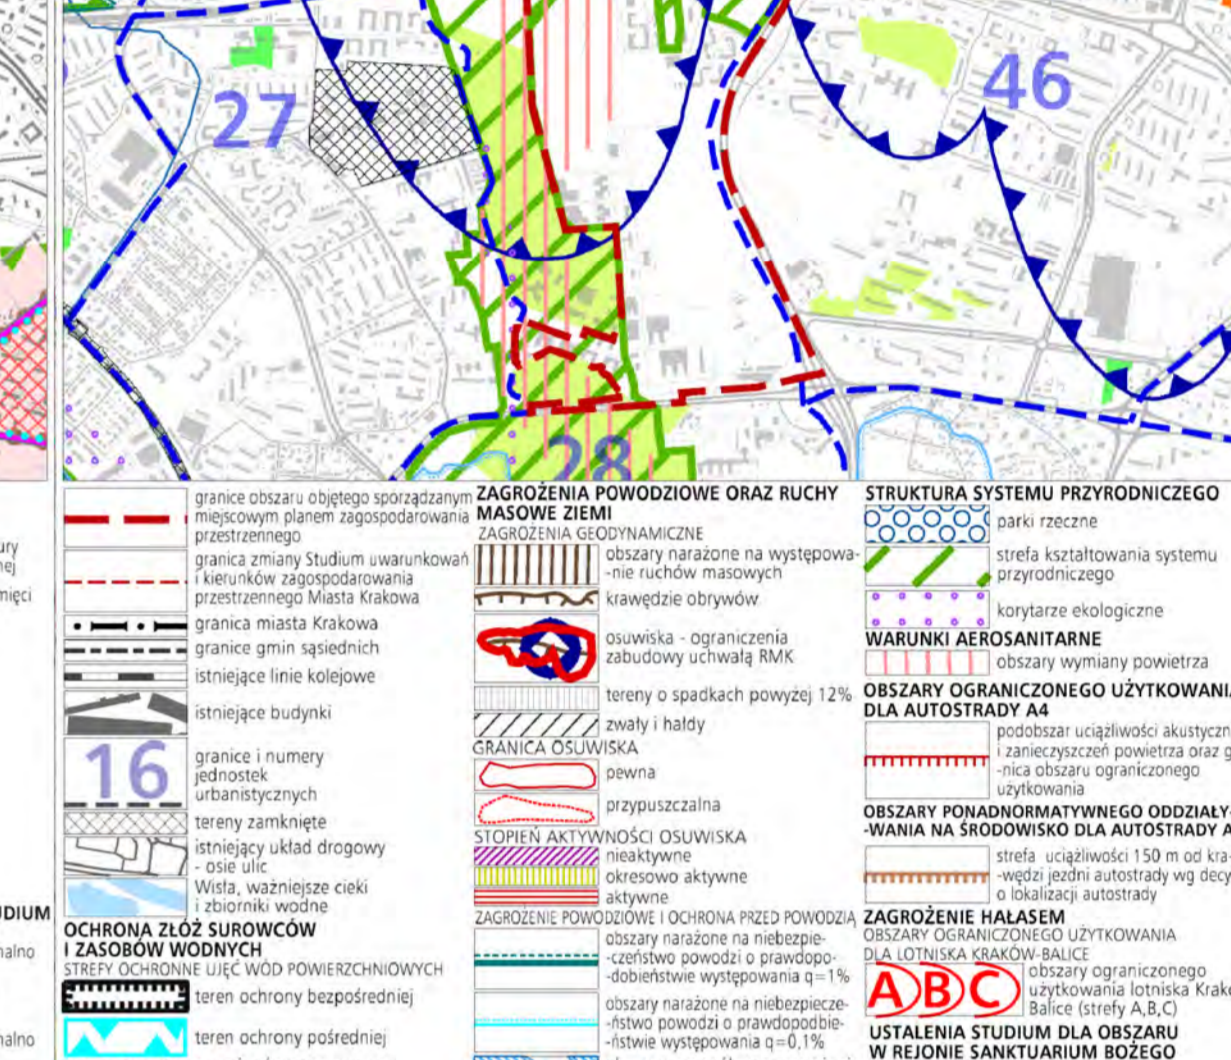 27
46
28
ury
nej
mięci
UDIUM
nalno
nalno
granice obszaru objętego sporządzanym
miejscowym planem zagospodarowania
przestrzennego
granica zmiany Studium uwarunkowań
i kierunków zagospodarowania
przestrzennego Miasta Krakowa
granica miasta Krakowa
granice gmin sąsiednich
istniejące linie kolejowe
istniejące budynki
16
granice i numery
jednostek
urbanistycznych
tereny zamknięte
istniejący układ drogowy
- osie ulic
Wisła, ważniejsze cieki
i zbiorniki wodne
OCHRONA ZŁÓŻ SUROWCÓW
I ZASOBÓW WODNYCH
STREFY OCHRONNE UJĘĆ WÓD POWIERZCHNIOWYCH
teren ochrony bezpośredniej
teren ochrony pośredniej
ZAGROŻENIA POWODZIOWE ORAZ RUCHY
MASOWE ZIEMI
ZAGROŻENIA GEODYNAMICZNE
obszary narażone na występowa-
-nie ruchów masowych
krawędzie obrywów
osuwiska - ograniczenia
zabudowy uchwałą RMK
tereny o spadkach powyżej 12%
zwały i hałdy
GRANICA OSUWISKA
pewna
przypuszczalna
STOPIEŃ AKTYWNOŚCI OSUWISKA
nieaktywne
okresowo aktywne
aktywne
ZAGROŻENIE POWODZIOWE I OCHRONA PRZED POWODZIĄ
obszary narażone na niebezpie-
-czeństwo powodzi o prawdopo-
-dobieństwie występowania q=1%
obszary narażone na niebezpiecze-
-ństwo powodzi o prawdopodbie-
-ństwie występowania q=0,1%
STRUKTURA SYSTEMU PRZYRODNICZEGO
parki rzeczne
strefa kształtowania systemu
przyrodniczego
korytarze ekologiczne
WARUNKI AEROSANITARNE
obszary wymiany powietrza
OBSZARY OGRANICZONEGO UŻYTKOWANI
DLA AUTOSTRADY A4
podobszar uciążliwości akustyczn
i zanieczyszczeń powietrza oraz g
-nica obszaru ograniczonego
użytkowania
OBSZARY PONADNORMATYWNEGO ODDZIAŁY-
-WANIA NA ŚRODOWISKO DLA AUTOSTRADY A
strefa uciążliwości 150 m od kra-
-wędzi jezdni autostrady wg decy
o lokalizacji autostrady
ZAGROŻENIE HAŁASEM
OBSZARY OGRANICZONEGO UŻYTKOWANIA
DLA LOTNISKA KRAKÓW-BALICE
A B C
obszary ograniczonego
użytkowania lotniska Krak
Balice (strefy A,B,C)
USTALENIA STUDIUM DLA OBSZARU
W REJONIE SANKTUARIUM BOŻEGO